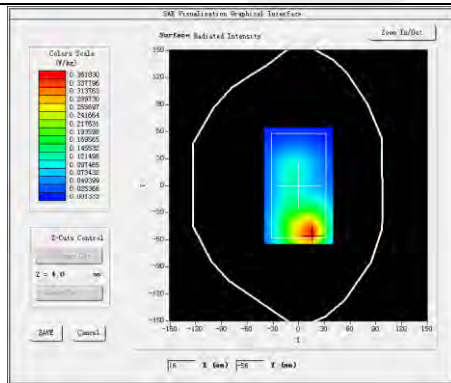 SAR Visualisation Graphical Interface
Surface Radiated Intensity
Zoom In/Out
Colors Scale
(W/kg)
0.361830
0.337796
0.313763
0.289730
0.265697
0.241664
0.217631
0.193598
0.169565
0.145532
0.121498
0.097465
0.073432
0.049399
0.025366
0.001333
150
120
90
60
30
0
-30
-60
-90
-120
-150
Y
-150 -120 -90 -60 -30 0 30 60 90 120 150
X
Z-Cuts Control
Z = 4.0 mm
SAVE Cancel
16 X (mm) -56 Y (mm)